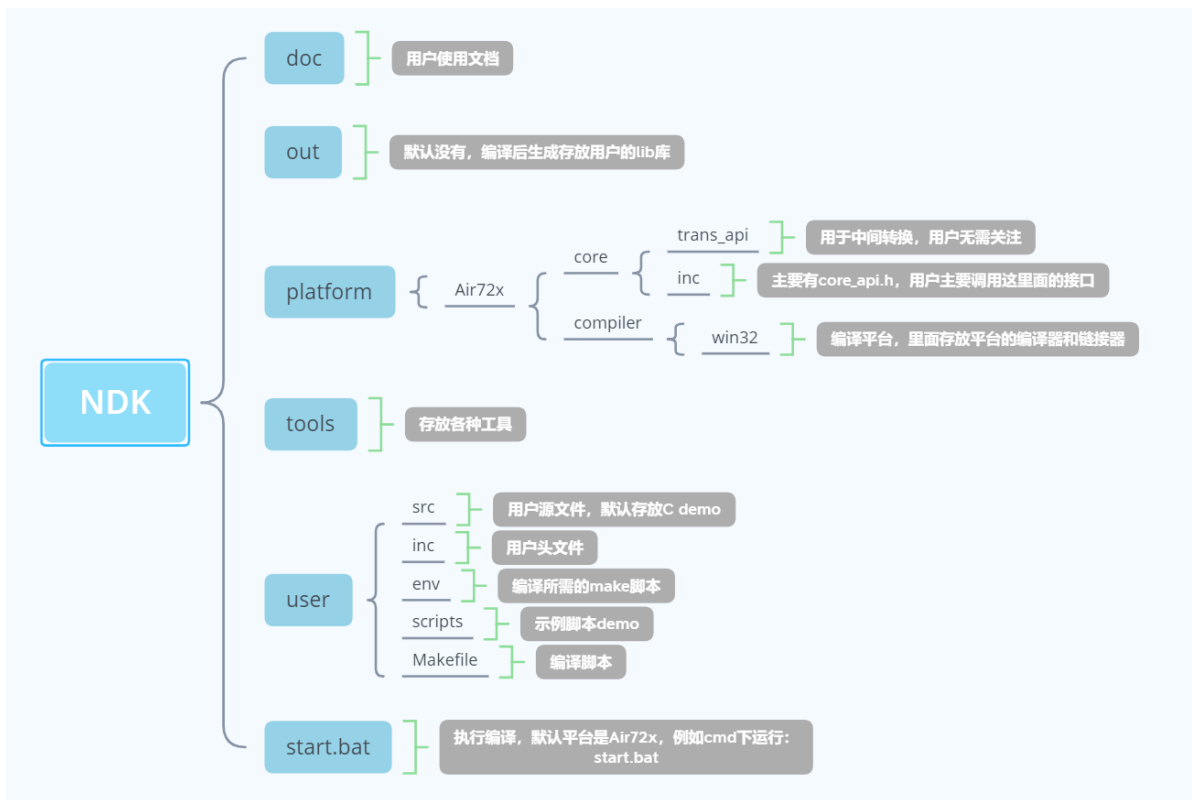 NDK
doc
用户使用文档
out
默认没有，编译后生成存放用户的lib库
platform
Air72x
core
trans_api
用于中间转换，用户无需关注
inc
主要有core_api.h，用户主要调用这里面的接口
compiler
win32
编译平台，里面存放平台的编译器和链接器
tools
存放各种工具
user
src
用户源文件，默认存放C demo
inc
用户头文件
env
编译所需的make脚本
scripts
示例脚本demo
Makefile
编译脚本
start.bat
执行编译，默认平台是Air72x，例如cmd下运行：
start.bat